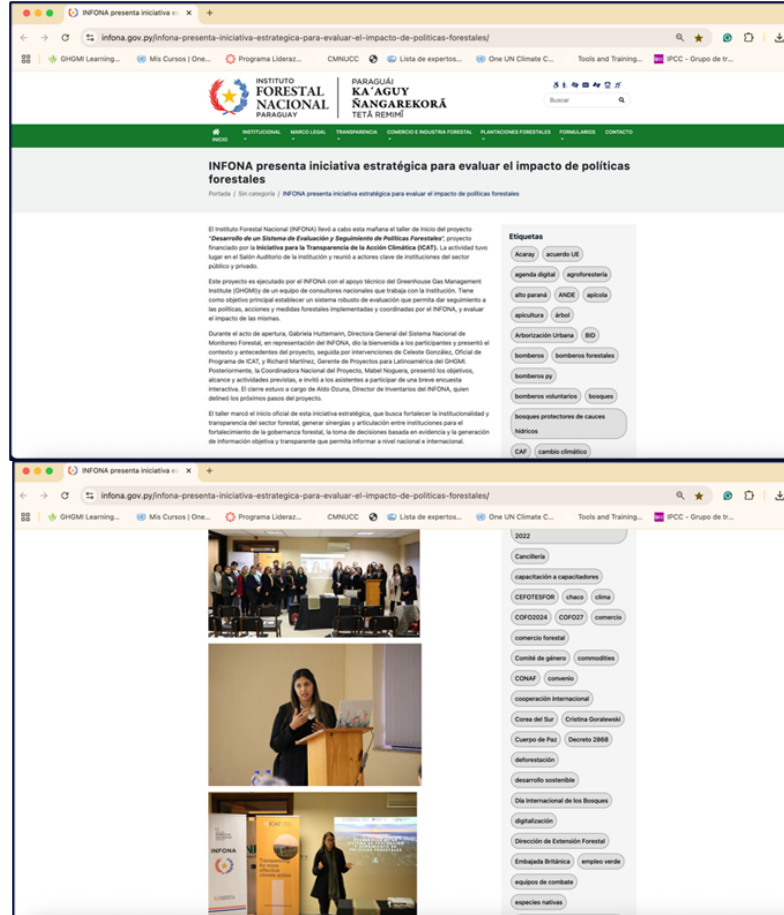 INFONA presenta iniciativa es
infona.gov.py/infona-presenta-iniciativa-estrategica-para-evaluar-el-impacto-de-politicas-forestales/
GHGMI Learning... Mis Cursos | One... Programa Lideraz... CMNUCC Lista de expertos... One UN Climate C... Tools and Training... IPCC - Grupo de tr...
INSTITUTO
FORESTAL
NACIONAL
PARAGUAY
PARAGUÁI
KA'AGUY
ÑANGAREKORÃ
TETÃ REMIMÎ
Buscar
INICIO INSTITUCIONAL MARCO LEGAL TRANSPARENCIA COMERCIO E INDUSTRIA FORESTAL PLANTACIONES FORESTALES FORMULARIOS CONTACTO
INFONA presenta iniciativa estratégica para evaluar el impacto de políticas
forestales
Portada / Sin categoría / INFONA presenta iniciativa estratégica para evaluar el impacto de políticas forestales
El Instituto Forestal Nacional (INFONA) llevó a cabo esta mañana el taller de inicio del proyecto
"Desarrollo de un Sistema de Evaluación y Seguimiento de Políticas Forestales", proyecto
financiado por la Iniciativa para la Transparencia de la Acción Climática (ICAT). La actividad tuvo
lugar en el Salón Auditorio de la institución y reunió a actores clave de instituciones del sector
público y privado.
Este proyecto es ejecutado por el INFONA con el apoyo técnico del Greenhouse Gas Management
Institute (GHGMI)y de un equipo de consultores nacionales que trabaja con la institución. Tiene
como objetivo principal establecer un sistema robusto de evaluación que permita dar seguimiento a
las políticas, acciones y medidas forestales implementadas y coordinadas por el INFONA, y evaluar
el impacto de las mismas.
Durante el acto de apertura, Gabriela Huttemann, Directora General del Sistema Nacional de
Monitoreo Forestal, en representación del INFONA, dio la bienvenida a los participantes y presentó el
contexto y antecedentes del proyecto, seguida por intervenciones de Celeste González, Oficial de
Programa de ICAT, y Richard Martínez, Gerente de Proyectos para Latinoamérica del GHGMI.
Posteriormente, la Coordinadora Nacional del Proyecto, Mabel Noguera, presentó los objetivos,
alcance y actividades previstas, e invitó a los asistentes a participar de una breve encuesta
interactiva. El cierre estuvo a cargo de Aldo Ozuna, Director de Inventarios del INFONA, quien
delineó los próximos pasos del proyecto.
El taller marcó el inicio oficial de esta iniciativa estratégica, que busca fortalecer la institucionalidad y
transparencia del sector forestal, generar sinergias y articulación entre instituciones para el
fortalecimiento de la gobernanza forestal, la toma de decisiones basada en evidencia y la generación
de información objetiva y transparente que permita informar a nivel nacional e internacional.
Etiquetas
Acaray acuerdo UE
agenda digital agroforestería
alto paraná ANDE apícola
apicultura árbol
Arborización Urbana BID
bomberos bomberos forestales
bomberos py
bomberos voluntarios bosques
bosques protectores de cauces
hídricos
CAF cambio climático
INFONA presenta iniciativa es
infona.gov.py/infona-presenta-iniciativa-estrategica-para-evaluar-el-impacto-de-politicas-forestales/
GHGMI Learning... Mis Cursos | One... Programa Lideraz... CMNUCC Lista de expertos... One UN Climate C... Tools and Training... IPCC - Grupo de tr...
2022
Cancillería
capacitación a capacitadores
CEFOTESFOR chaco clima
COFO2024 COFO27 comercio
comercio forestal
Comité de género commodities
CONAF convenio
cooperación internacional
Corea del Sur Cristina Goralewski
Cuerpo de Paz Decreto 2868
deforestación
desarrollo sostenible
Día Internacional de los Bosques
digitalización
Dirección de Extensión Forestal
Embajada Británica empleo verde
equipos de combate
especies nativas
INFONA
ICAT
Transparency
for more
effective
climate action